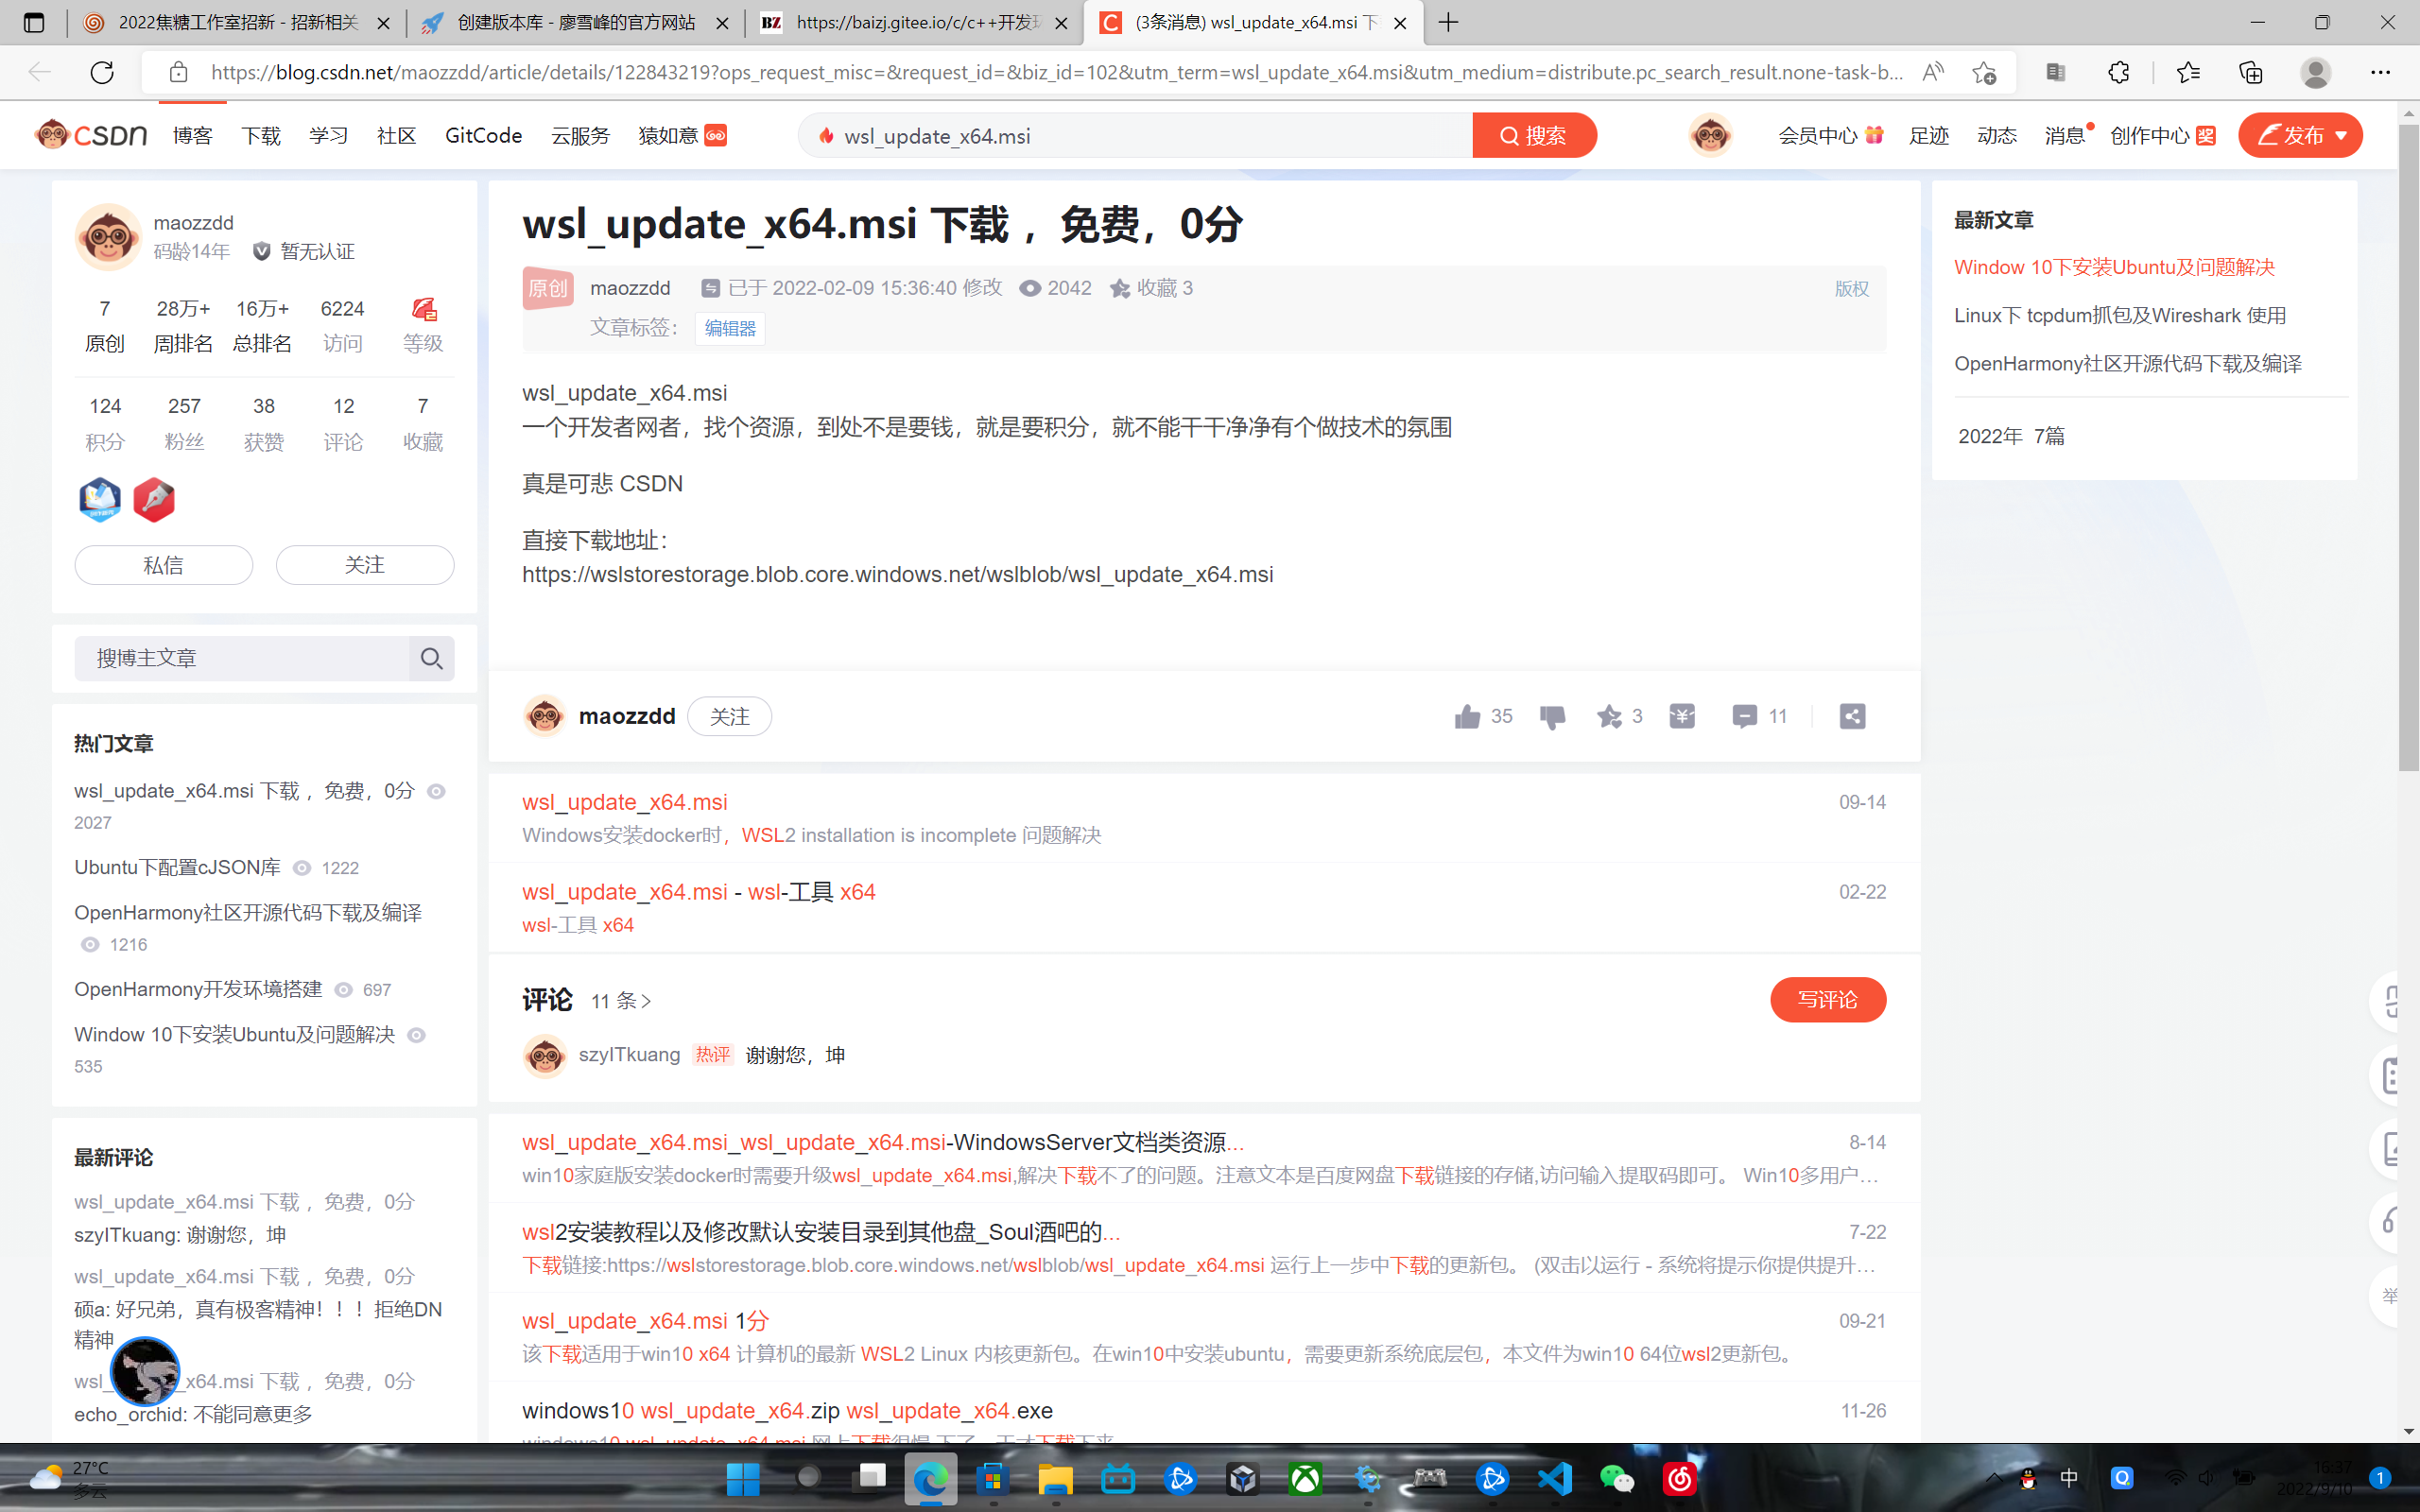 2022焦糖工作室招新 - 招新相关
创建版本库 - 廖雪峰的官方网站
BZ https://baizj.gitee.io/c/c++开发环
C (3条消息) wsl_update_x64.msi 下
https://blog.csdn.net/maozzdd/article/details/122843219?ops_request_misc=&request_id=&biz_id=102&utm_term=wsl_update_x64.msi&utm_medium=distribute.pc_search_result.none-task-b...
CSDN 博客 下载 学习 社区 GitCode 云服务 猿如意
wsl_update_x64.msi 搜索
会员中心 足迹 动态 消息 创作中心 奖 发布
maozzdd
码龄14年 暂无认证
7 28万+ 16万+ 6224
原创 周排名 总排名 访问 等级
124 257 38 12 7
积分 粉丝 获赞 评论 收藏
私信 关注
搜博主文章
热门文章
wsl_update_x64.msi 下载 ，免费，0分
2027
Ubuntu下配置cJSON库 1222
OpenHarmony社区开源代码下载及编译
1216
OpenHarmony开发环境搭建 697
Window 10下安装Ubuntu及问题解决
535
最新评论
wsl_update_x64.msi 下载 ，免费，0分
szyITkuang: 谢谢您，坤
wsl_update_x64.msi 下载 ，免费，0分
硕a: 好兄弟，真有极客精神！！！拒绝DN
精神
wsl_ x64.msi 下载 ，免费，0分
echo_orchid: 不能同意更多
wsl_update_x64.msi 下载 ，免费，0分
原创 maozzdd 已于 2022-02-09 15:36:40 修改 2042 收藏 3 版权
文章标签： 编辑器
wsl_update_x64.msi
一个开发者网者，找个资源，到处不是要钱，就是要积分，就不能干干净净有个做技术的氛围
真是可悲 CSDN
直接下载地址：
https://wslstorestorage.blob.core.windows.net/wslblob/wsl_update_x64.msi
maozzdd 关注 35 3 11
wsl_update_x64.msi 09-14
Windows安装docker时，WSL2 installation is incomplete 问题解决
wsl_update_x64.msi - wsl-工具 x64 02-22
wsl-工具 x64
评论 11 条 写评论
szyITkuang 热评 谢谢您，坤
wsl_update_x64.msi_wsl_update_x64.msi-WindowsServer文档类资源... 8-14
win10家庭版安装docker时需要升级wsl_update_x64.msi,解决下载不了的问题。注意文本是百度网盘下载链接的存储,访问输入提取码即可。 Win10多用户…
wsl2安装教程以及修改默认安装目录到其他盘_Soul酒吧的... 7-22
下载链接:https://wslstorestorage.blob.core.windows.net/wslblob/wsl_update_x64.msi 运行上一步中下载的更新包。 (双击以运行 - 系统将提示你提供提升…
wsl_update_x64.msi 1分 09-21
该下载适用于win10 x64 计算机的最新 WSL2 Linux 内核更新包。在win10中安装ubuntu，需要更新系统底层包，本文件为win10 64位wsl2更新包。
windows10 wsl_update_x64.zip wsl_update_x64.exe 11-26
最新文章
Window 10下安装Ubuntu及问题解决
Linux下 tcpdum抓包及Wireshark 使用
OpenHarmony社区开源代码下载及编译
2022年 7篇
举
27°C
多云
中
16:37
2022/9/10
1